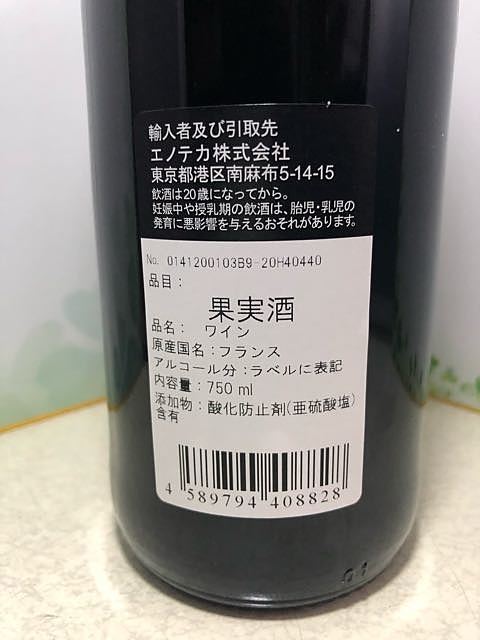 輸入者及び引取先
エノテカ株式会社
東京都港区南麻布5-14-15
飲酒は20歳になってから。
妊娠中や授乳期の飲酒は、胎児・乳児の
発育に悪影響を与えるおそれがあります。
No. 0141200103B9-20H40440
品目：
果実酒
品名： ワイン
原産国名：フランス
アルコール分：ラベルに表記
内容量：750 ml
添加物：酸化防止剤(亜硫酸塩)
含有
4 589794 408828